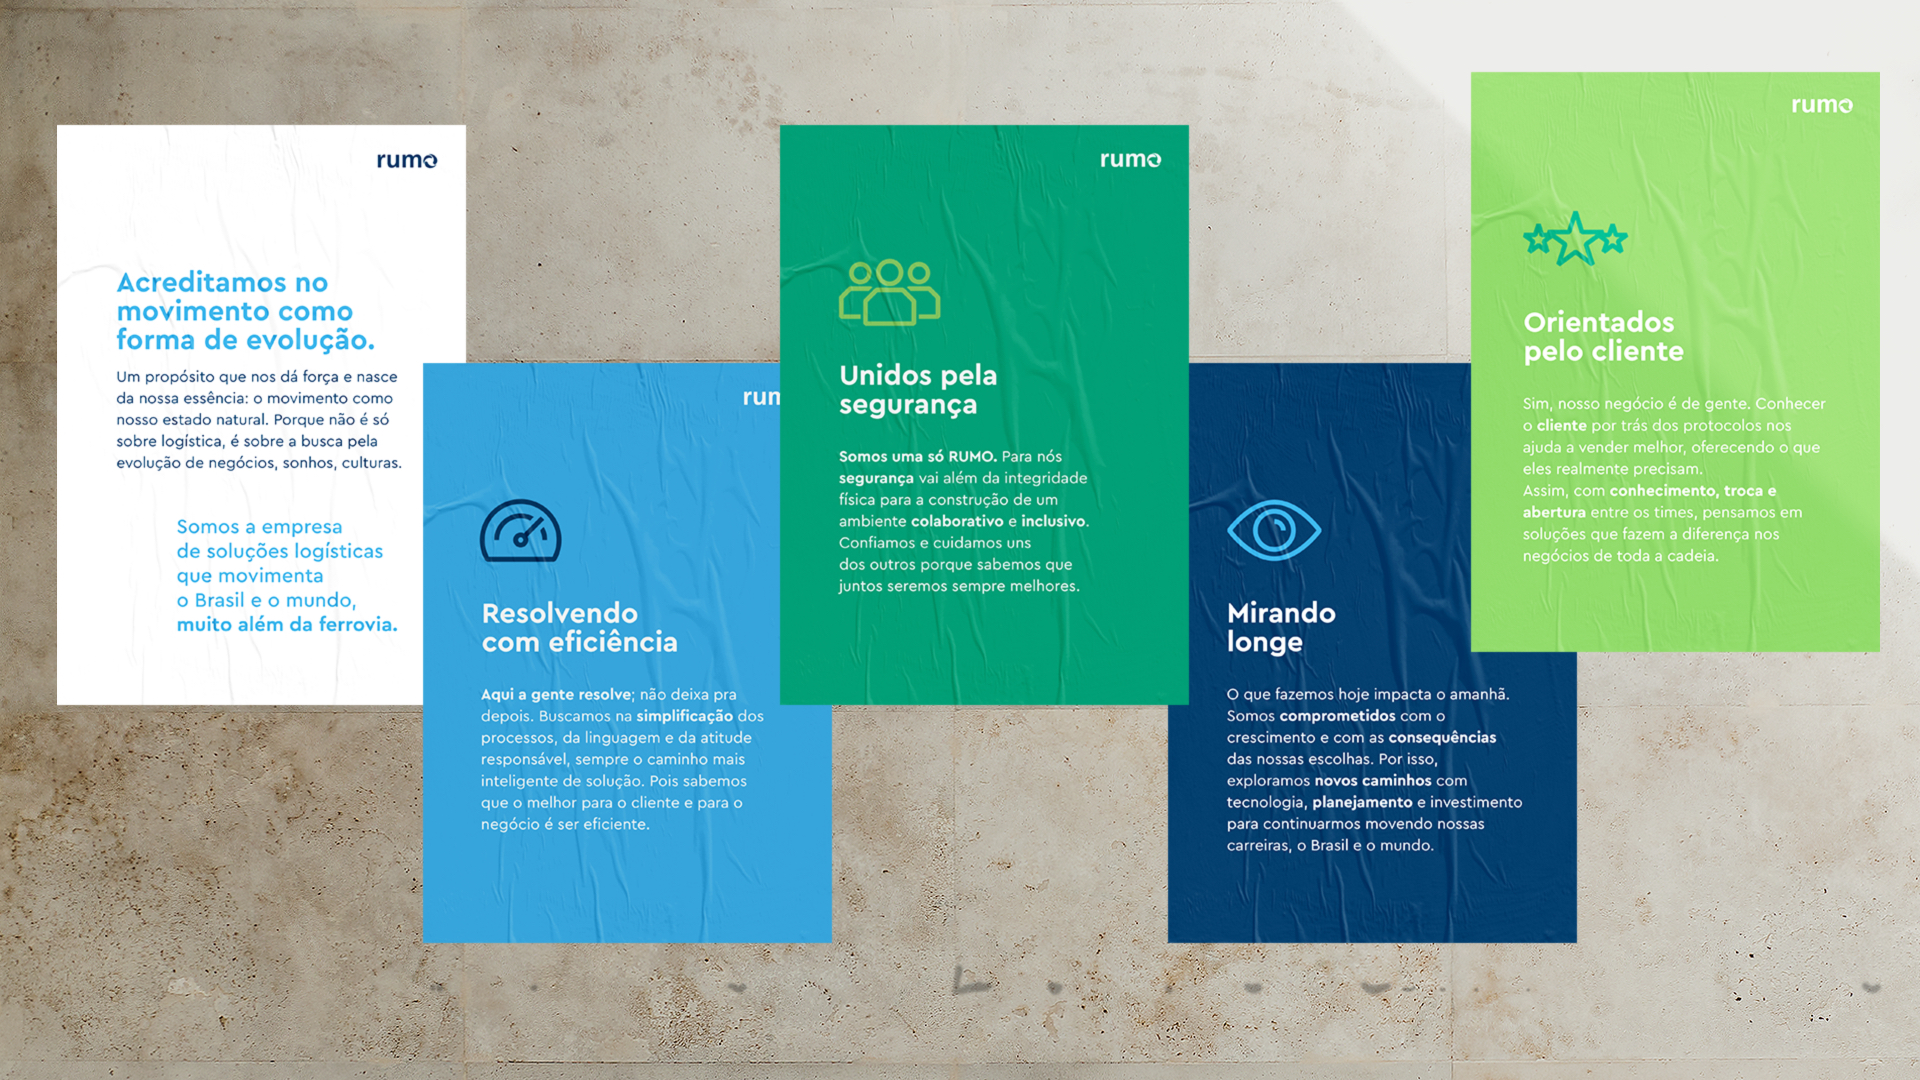 rumo
Acreditamos no
movimento como
forma de evolução.
Um propósito que nos dá força e nasce
da nossa essência: o movimento como
nosso estado natural. Porque não é só
sobre logística, é sobre a busca pela
evolução de negócios, sonhos, culturas.
Somos a empresa
de soluções logísticas
que movimenta
o Brasil e o mundo,
muito além da ferrovia.
Resolvendo
com eficiência
Aqui a gente resolve; não deixa pra
depois. Buscamos na simplificação dos
processos, da linguagem e da atitude
responsável, sempre o caminho mais
inteligente de solução. Pois sabemos
que o melhor para o cliente e para o
negócio é ser eficiente.
rumo
Unidos pela
segurança
Somos uma só RUMO. Para nós
segurança vai além da integridade
física para a construção de um
ambiente colaborativo e inclusivo.
Confiamos e cuidamos uns
dos outros porque sabemos que
juntos seremos sempre melhores.
Mirando
longe
O que fazemos hoje impacta o amanhã.
Somos comprometidos com o
crescimento e com as consequências
das nossas escolhas. Por isso,
exploramos novos caminhos com
tecnologia, planejamento e investimento
para continuarmos movendo nossas
carreiras, o Brasil e o mundo.
rumo
Orientados
pelo cliente
Sim, nosso negócio é de gente. Conhecer
o cliente por trás dos protocolos nos
ajuda a vender melhor, oferecendo o que
eles realmente precisam.
Assim, com conhecimento, troca e
abertura entre os times, pensamos em
soluções que fazem a diferença nos
negócios de toda a cadeia.